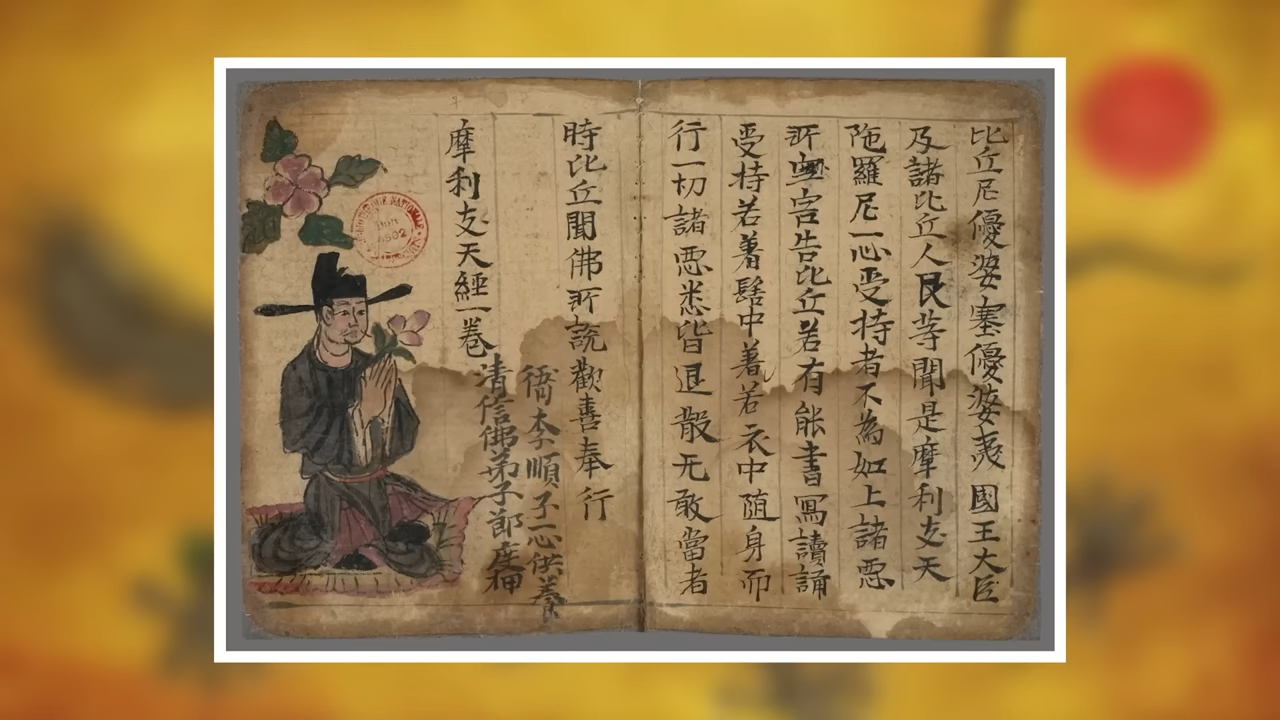 比丘尼優婆塞優婆夷國王大臣
及諸比丘人民等聞是摩利支天
陁羅尼一心受持者不為如上諸惡
所害告比丘若有能書寫讀誦
受持若著髻中著若衣中随身而
行一切諸惡悉皆退散无敢當者
時比丘聞佛所說歡喜奉行
摩利支天經一卷
清信佛弟子節度押
衙李順子一心供養